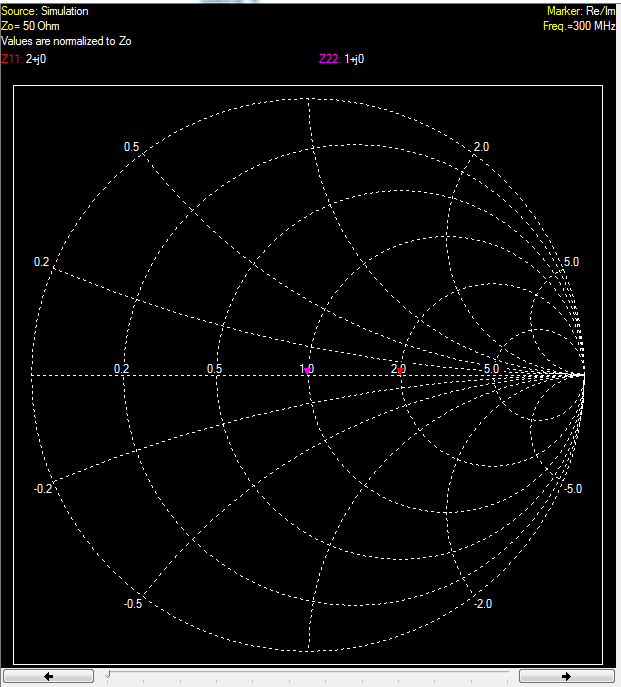 Source: Simulation Marker: Re/Im
Zo= 50 Ohm Freq.=300 MHz
Values are normalized to Zo
Z11: 2+j0 Z22: 1+j0
0.5 2.0
0.2 5.0
0.2 0.5 1.0 2.0 5.0
-0.2 -5.0
-0.5 -2.0